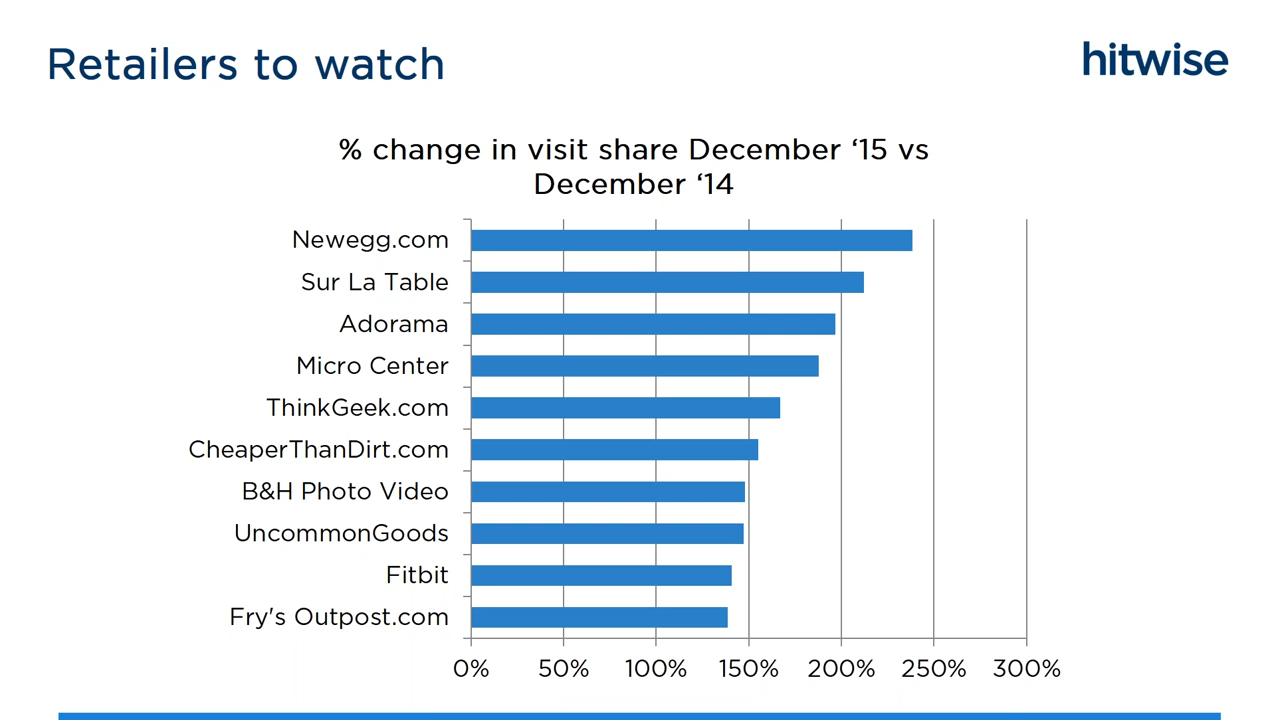 Retailers to watch
hitwise
% change in visit share December ‘15 vs
December ‘14
Newegg.com
Sur La Table
Adorama
Micro Center
ThinkGeek.com
CheaperThanDirt.com
B&H Photo Video
UncommonGoods
Fitbit
Fry's Outpost.com
0% 50% 100% 150% 200% 250% 300%